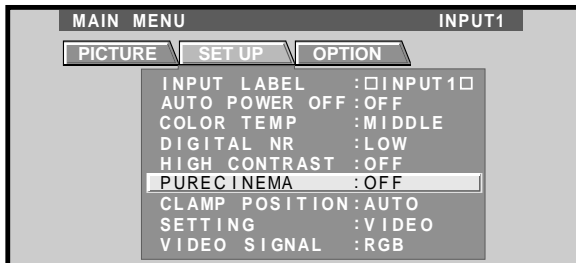 MAIN MENU INPUT1
PICTURE SET UP OPTION
INPUT LABEL :□INPUT1□
AUTO POWER OFF:OFF
COLOR TEMP :MIDDLE
DIGITAL NR :LOW
HIGH CONTRAST :OFF
PURECINEMA :OFF
CLAMP POSITION:AUTO
SETTING :VIDEO
VIDEO SIGNAL :RGB